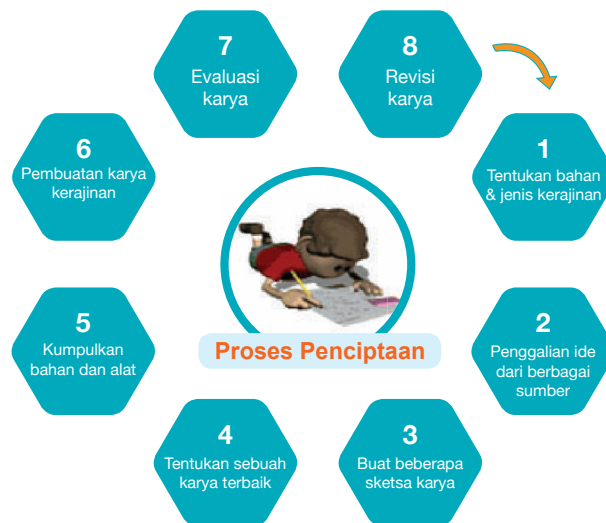 1
Tentukan bahan
& jenis kerajinan
2
Penggalian ide
dari berbagai
sumber
3
Buat beberapa
sketsa karya
4
Tentukan sebuah
karya terbaik
5
Kumpulkan
bahan dan alat
6
Pembuatan karya
kerajinan
7
Evaluasi
karya
8
Revisi
karya
Proses Penciptaan